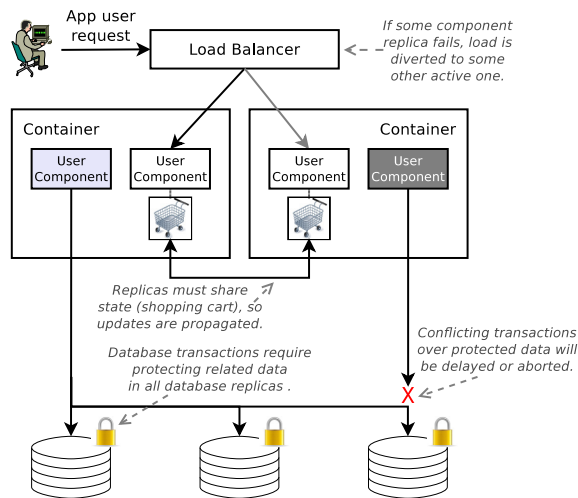 App user
request
Load Balancer
If some component
replica fails, load is
diverted to some
other active one.
Container
Container
User
Component
User
Component
User
Component
User
Component
Replicas must share
state (shopping cart), so
updates are propagated.
Conflicting transactions
over protected data will
be delayed or aborted.
Database transactions require
protecting related data
in all database replicas .
X